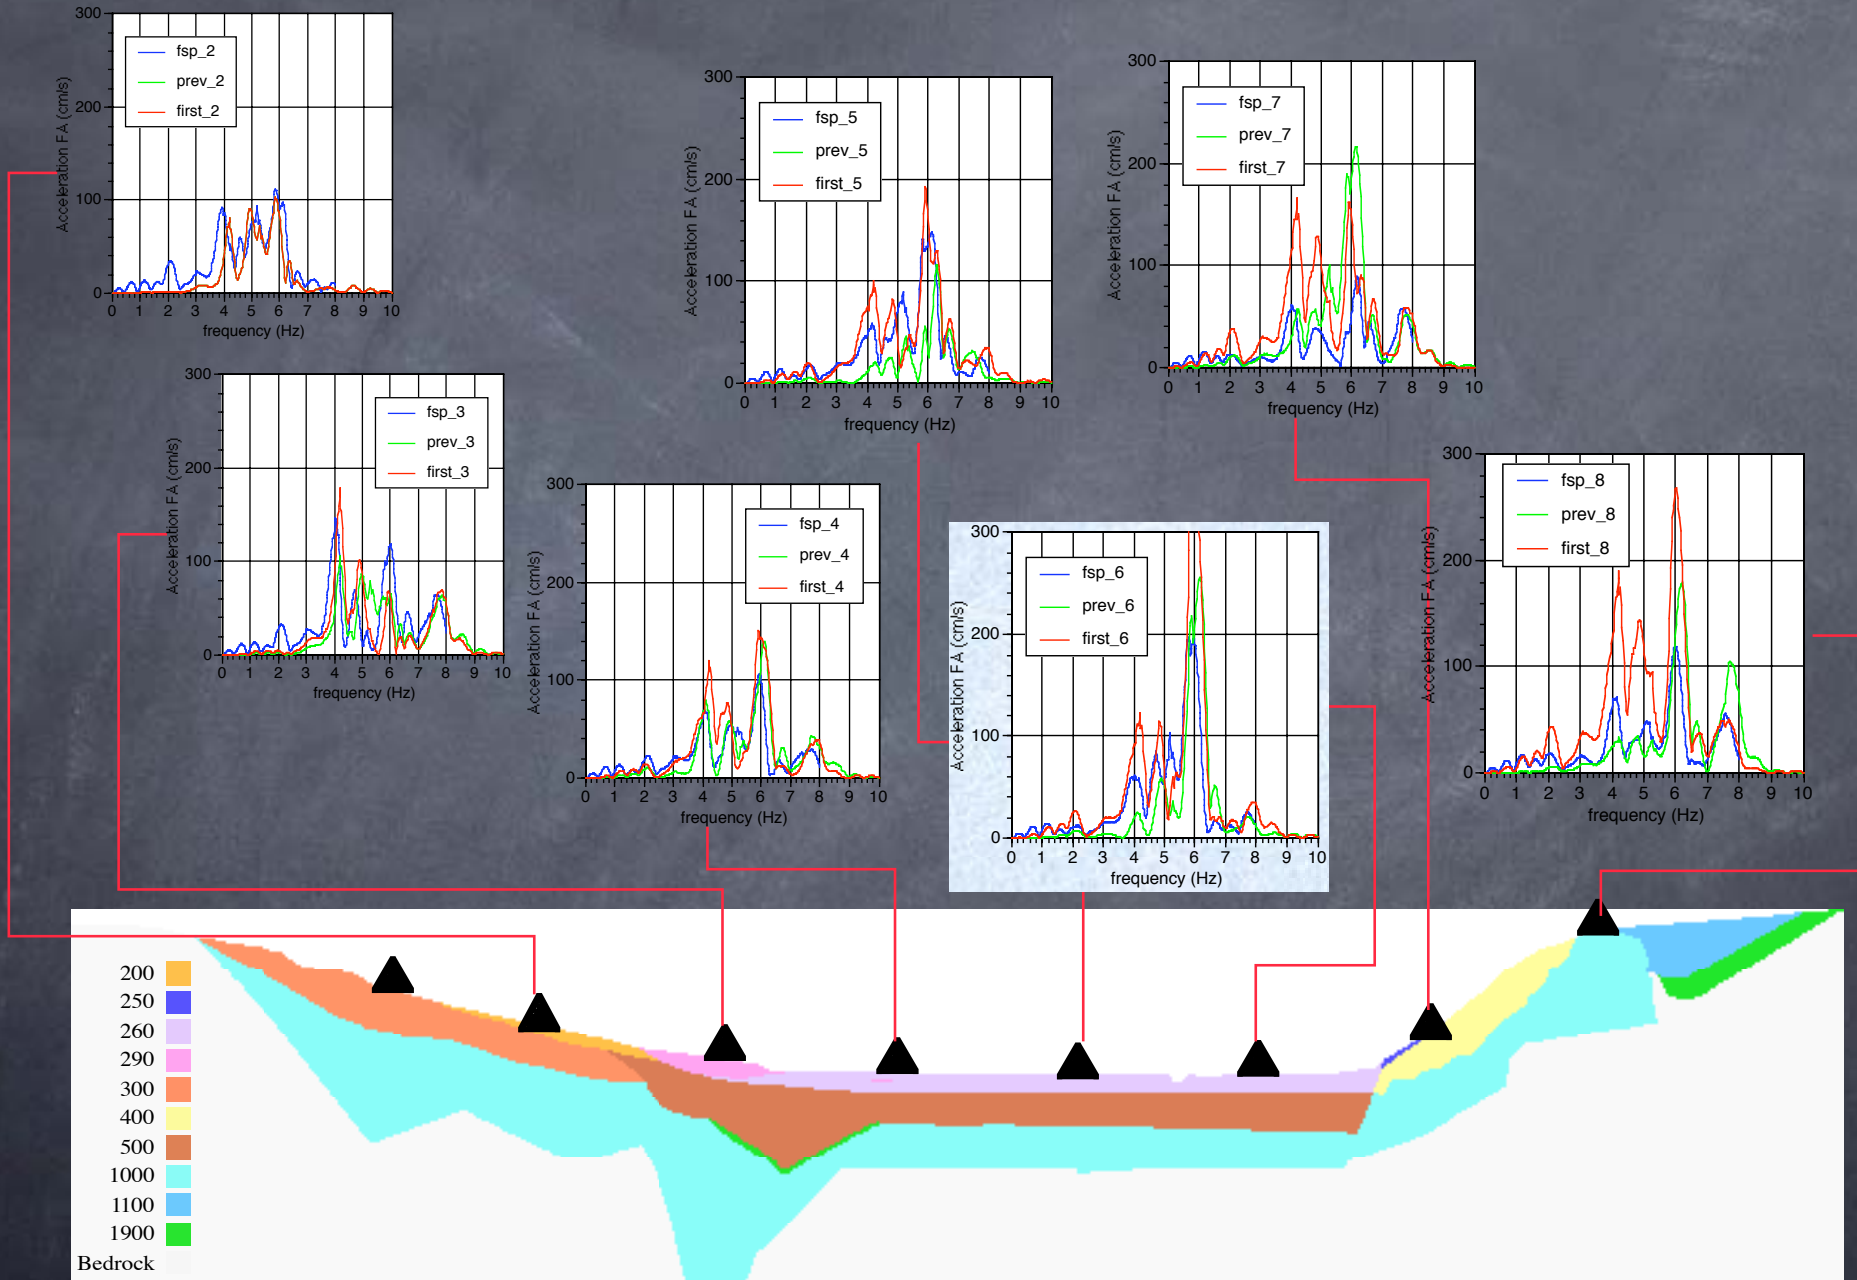 300
200
100
0
fsp_2
prev_2
first_2
Acceleration FA (cm/s)
0 1 2 3 4 5 6 7 8 9 10
frequency (Hz)
300
200
100
0
fsp_5
prev_5
first_5
Acceleration FA (cm/s)
0 1 2 3 4 5 6 7 8 9 10
frequency (Hz)
300
200
100
0
fsp_7
prev_7
first_7
Acceleration FA (cm/s)
0 1 2 3 4 5 6 7 8 9 10
frequency (Hz)
300
200
100
0
fsp_3
prev_3
first_3
Acceleration FA (cm/s)
0 1 2 3 4 5 6 7 8 9 10
frequency (Hz)
300
200
100
0
fsp_4
prev_4
first_4
Acceleration FA (cm/s)
0 1 2 3 4 5 6 7 8 9 10
frequency (Hz)
300
200
100
0
fsp_6
prev_6
first_6
Acceleration FA (cm/s)
0 1 2 3 4 5 6 7 8 9 10
frequency (Hz)
300
200
100
0
fsp_8
prev_8
first_8
Acceleration FA (cm/s)
0 1 2 3 4 5 6 7 8 9 10
frequency (Hz)
200
250
260
290
300
400
500
1000
1100
1900
Bedrock